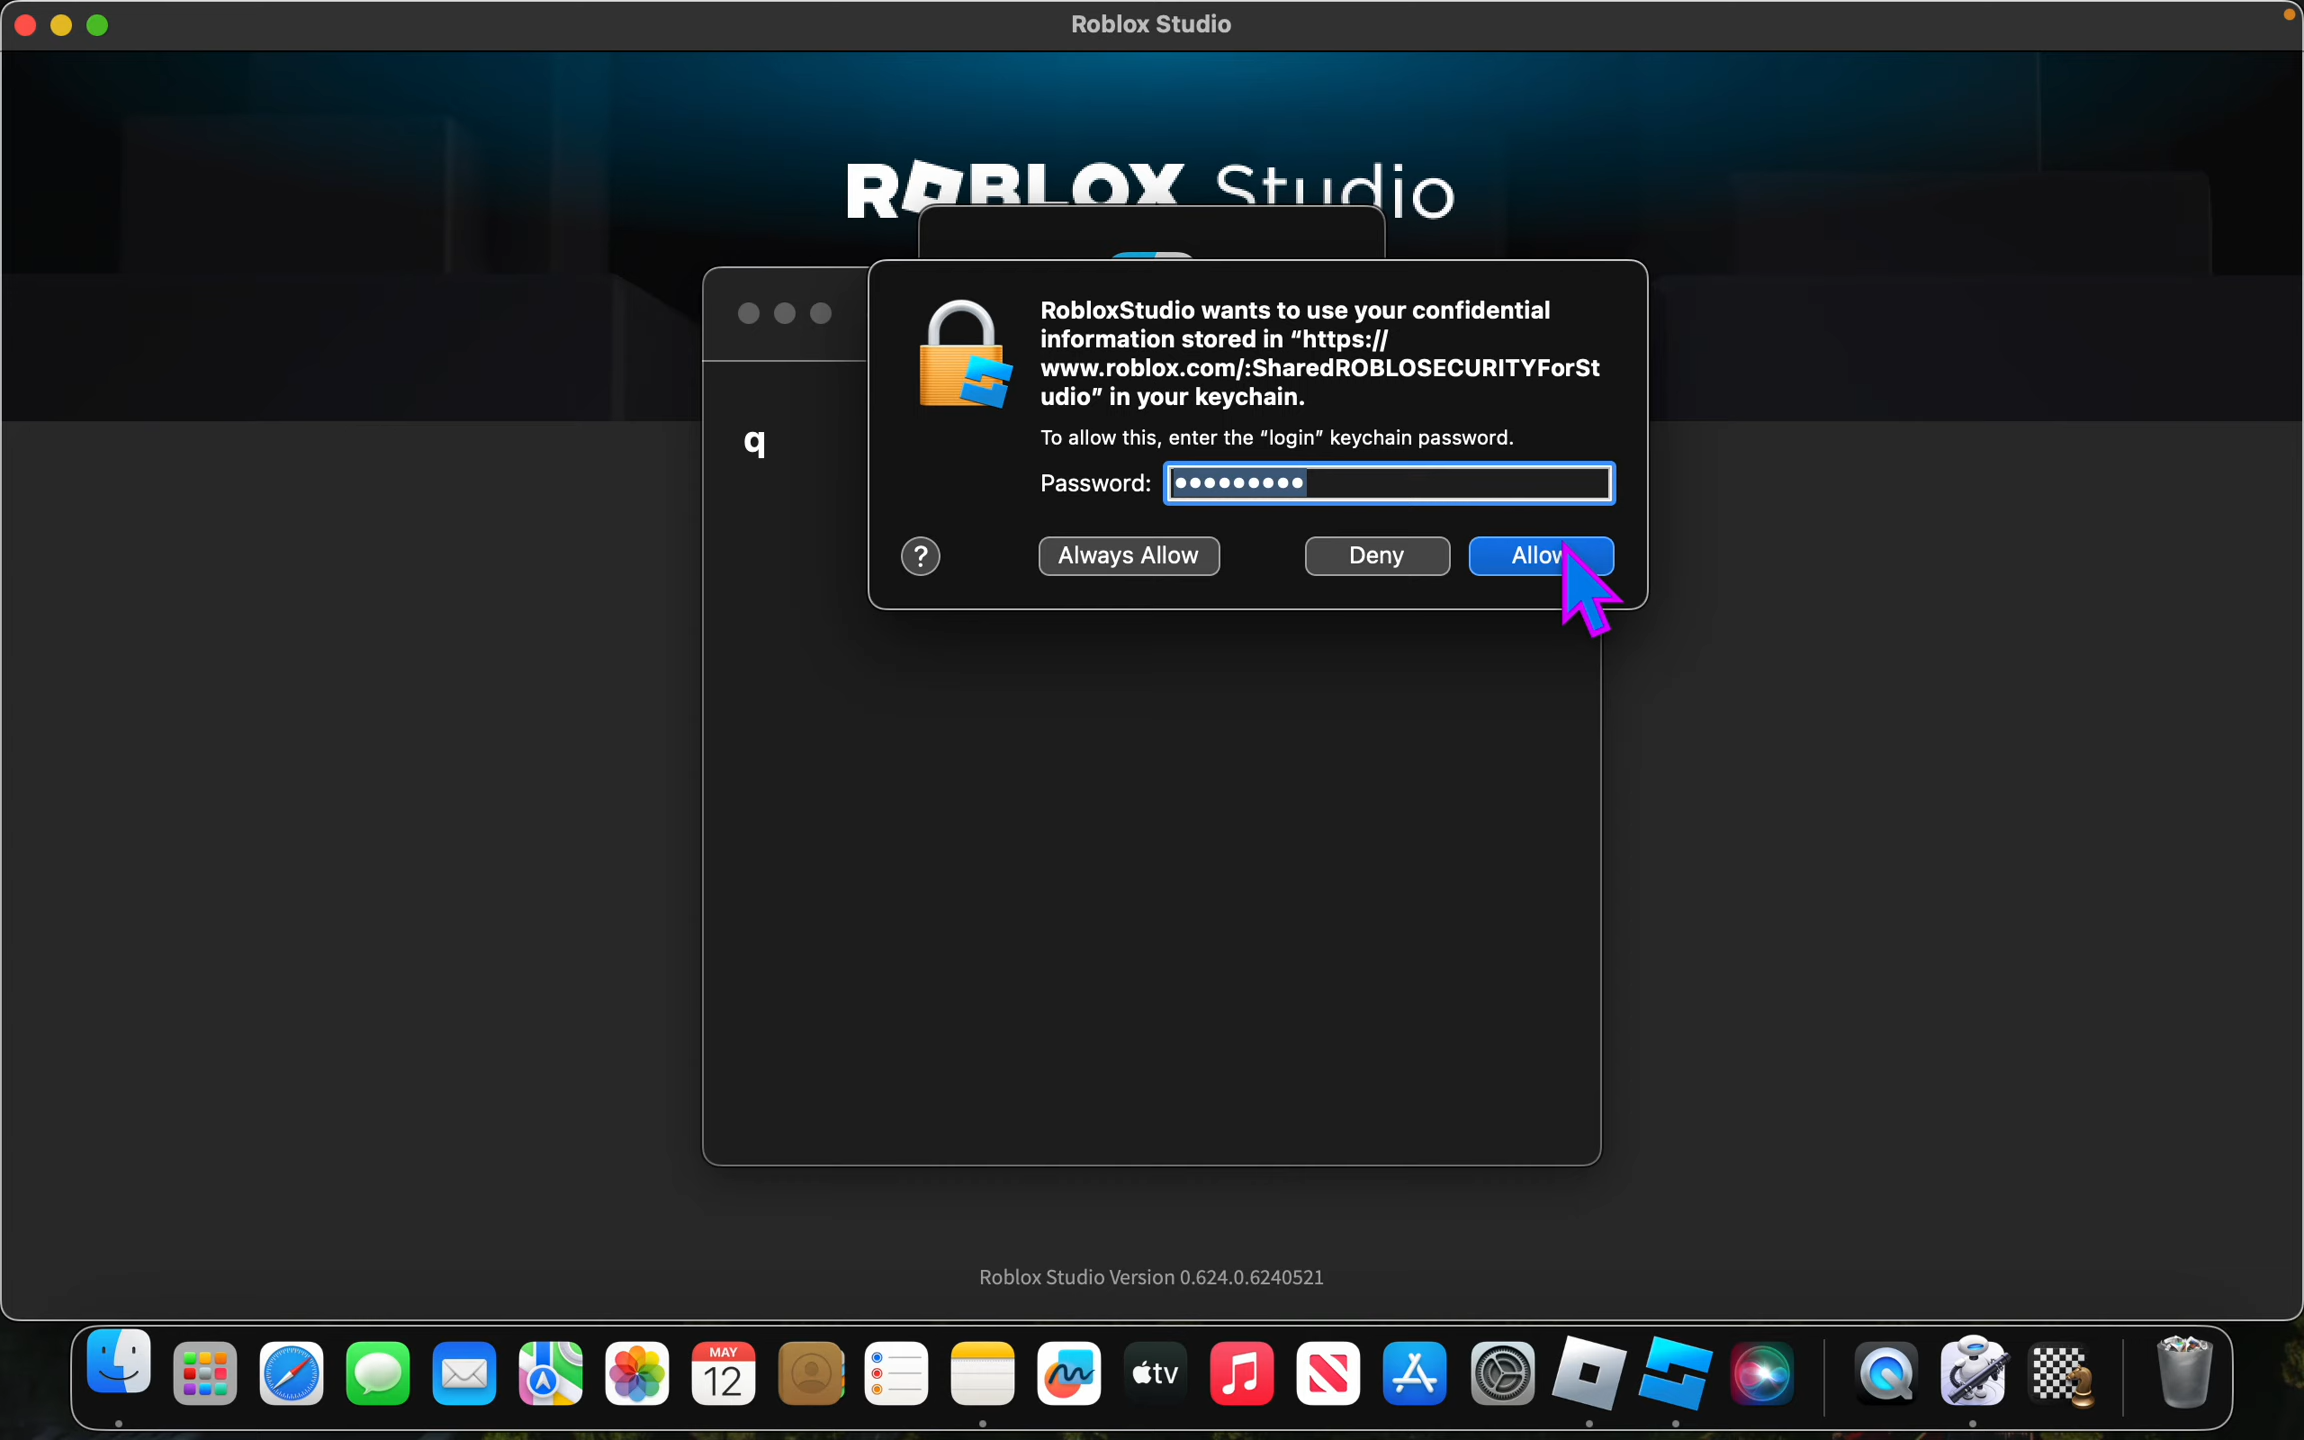 Roblox Studio
ROBLOX Studio
RobloxStudio wants to use your confidential
information stored in “https://
www.roblox.com/:SharedROBLOSECURITYForSt
udio” in your keychain.
To allow this, enter the “login” keychain password.
Password: •••••••••
?
Always Allow
Deny
Allow
q
Roblox Studio Version 0.624.0.6240521
MAY
12
tv